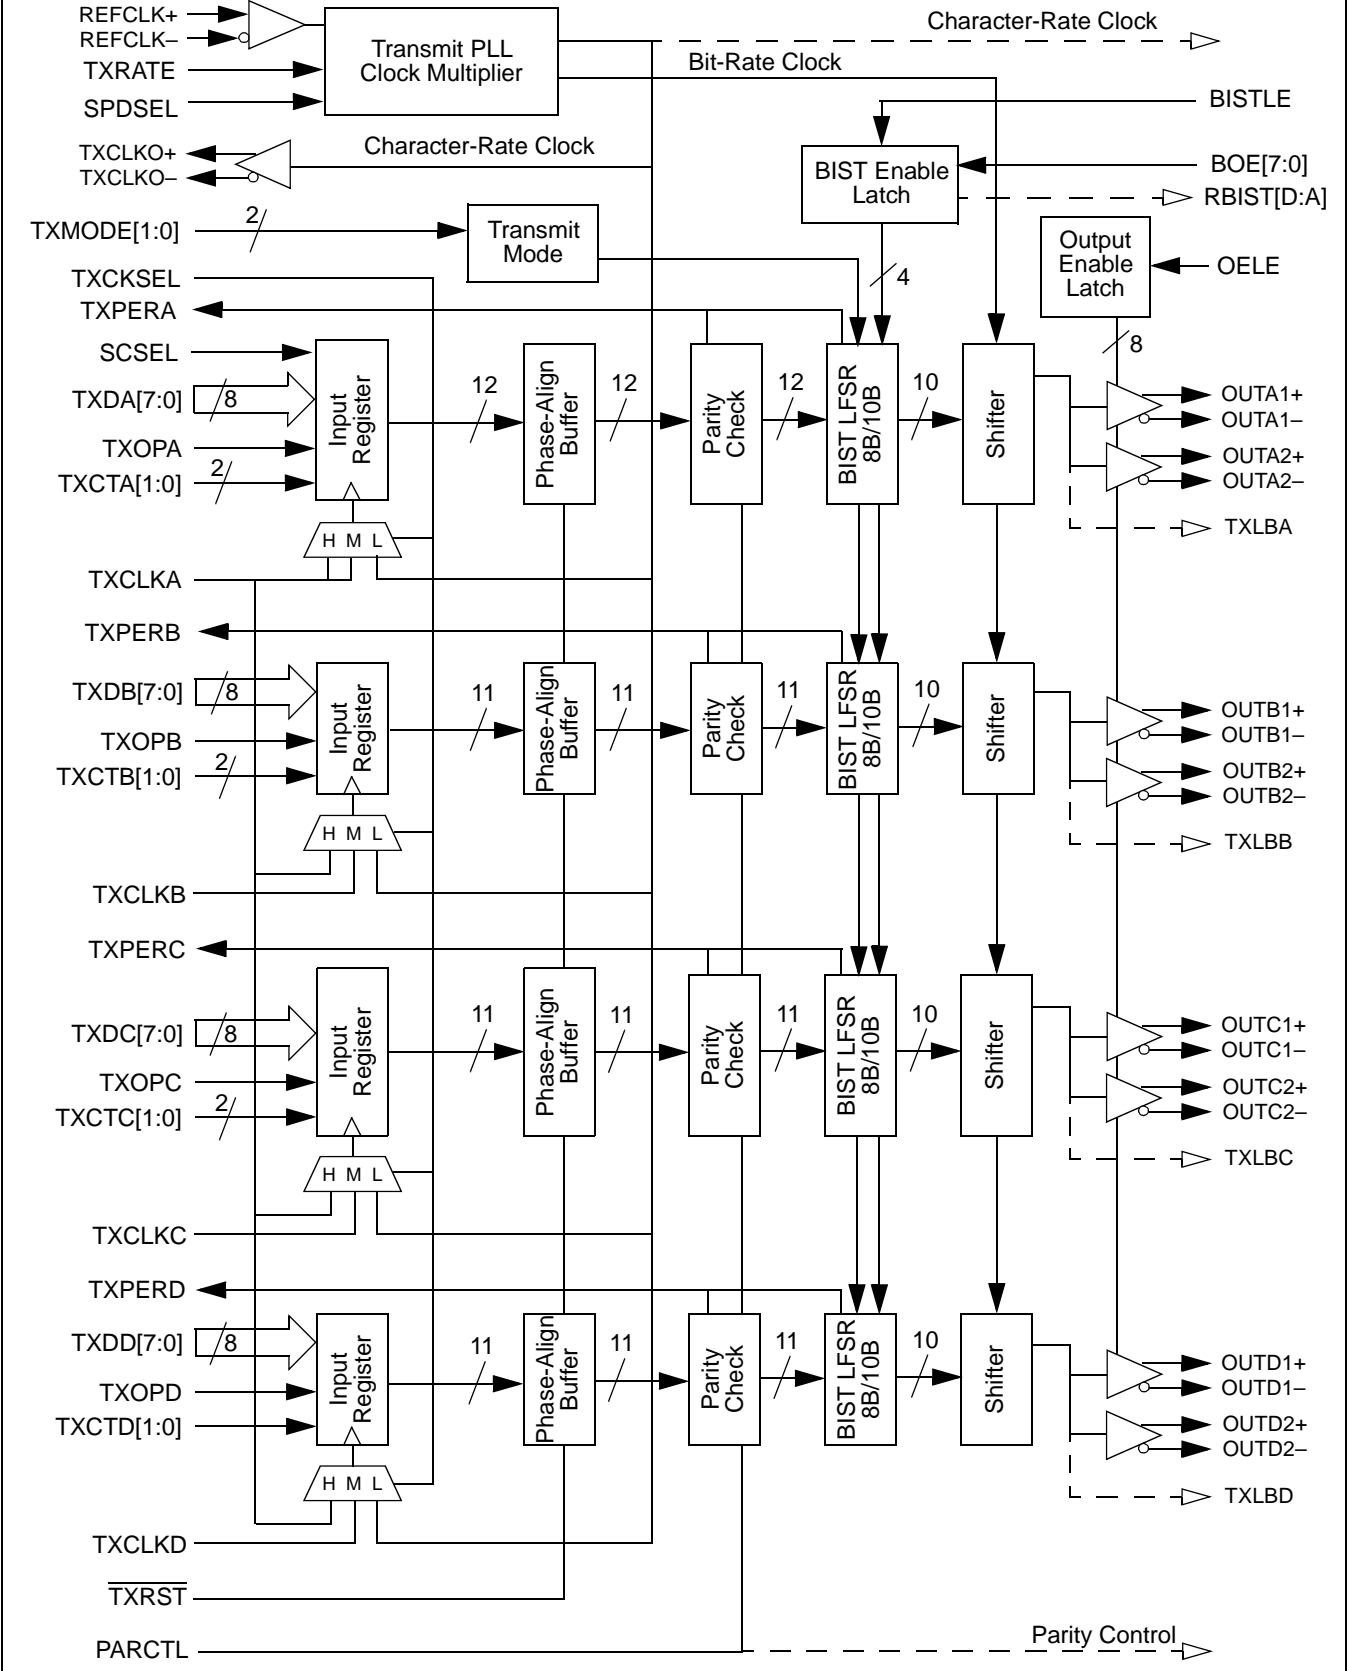 REFCLK+
REFCLK–
TXRATE
SPDSEL
Transmit PLL
Clock Multiplier
Character-Rate Clock
Bit-Rate Clock
BISTLE
TXCLKO+
TXCLKO–
Character-Rate Clock
BIST Enable
Latch
BOE[7:0]
RBIST[D:A]
TXMODE[1:0]
2
Transmit
Mode
4
Output
Enable
Latch
OELE
8
TXCKSEL
TXPERA
SCSEL
TXDA[7:0]
8
TXOPA
TXCTA[1:0]
2
Input
Register
12
Phase-Align
Buffer
12
Parity
Check
12
BIST LFSR
8B/10B
10
Shifter
OUTA1+
OUTA1–
OUTA2+
OUTA2–
TXLBA
H M L
TXCLKA
TXPERB
TXDB[7:0]
8
TXOPB
TXCTB[1:0]
2
Input
Register
11
Phase-Align
Buffer
11
Parity
Check
11
BIST LFSR
8B/10B
10
Shifter
OUTB1+
OUTB1–
OUTB2+
OUTB2–
TXLBB
H M L
TXCLKB
TXPERC
TXDC[7:0]
8
TXOPC
TXCTC[1:0]
2
Input
Register
11
Phase-Align
Buffer
11
Parity
Check
11
BIST LFSR
8B/10B
10
Shifter
OUTC1+
OUTC1–
OUTC2+
OUTC2–
TXLBC
H M L
TXCLKC
TXPERD
TXDD[7:0]
8
TXOPD
TXCTD[1:0]
Input
Register
11
Phase-Align
Buffer
11
Parity
Check
11
BIST LFSR
8B/10B
10
Shifter
OUTD1+
OUTD1–
OUTD2+
OUTD2–
TXLBD
H M L
TXCLKD
TXRST
PARCTL
Parity Control